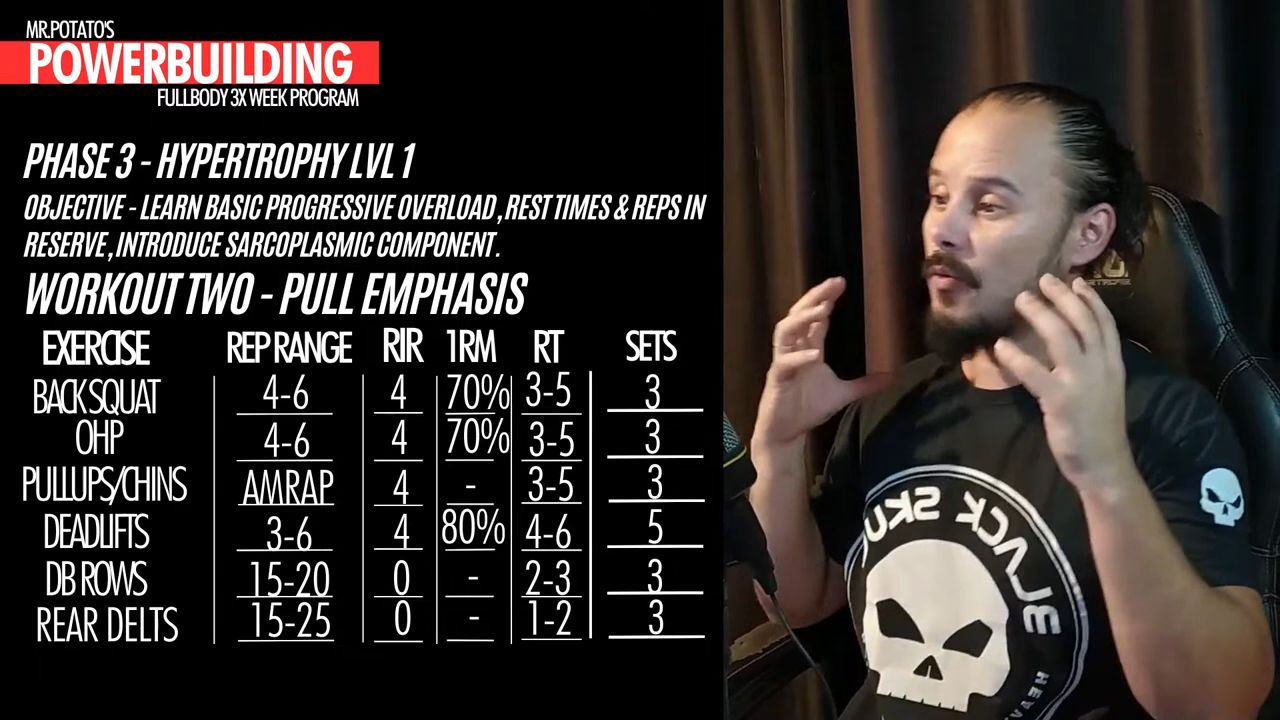 MR.POTATO'S
POWERBUILDING
FULLBODY 3X WEEK PROGRAM
PHASE 3 - HYPERTROPHY LVL 1
OBJECTIVE - LEARN BASIC PROGRESSIVE OVERLOAD, REST TIMES & REPS IN
RESERVE, INTRODUCE SARCOPLASMIC COMPONENT.
WORKOUT TWO - PULL EMPHASIS
EXERCISE REP RANGE RIR 1RM RT SETS
BACK SQUAT 4-6 4 70% 3-5 3
OHP 4-6 4 70% 3-5 3
PULLUPS/CHINS AMRAP 4 - 3-5 3
DEADLIFTS 3-6 4 80% 4-6 5
DB ROWS 15-20 0 - 2-3 3
REAR DELTS 15-25 0 - 1-2 3
BLACK SKU
HEAV